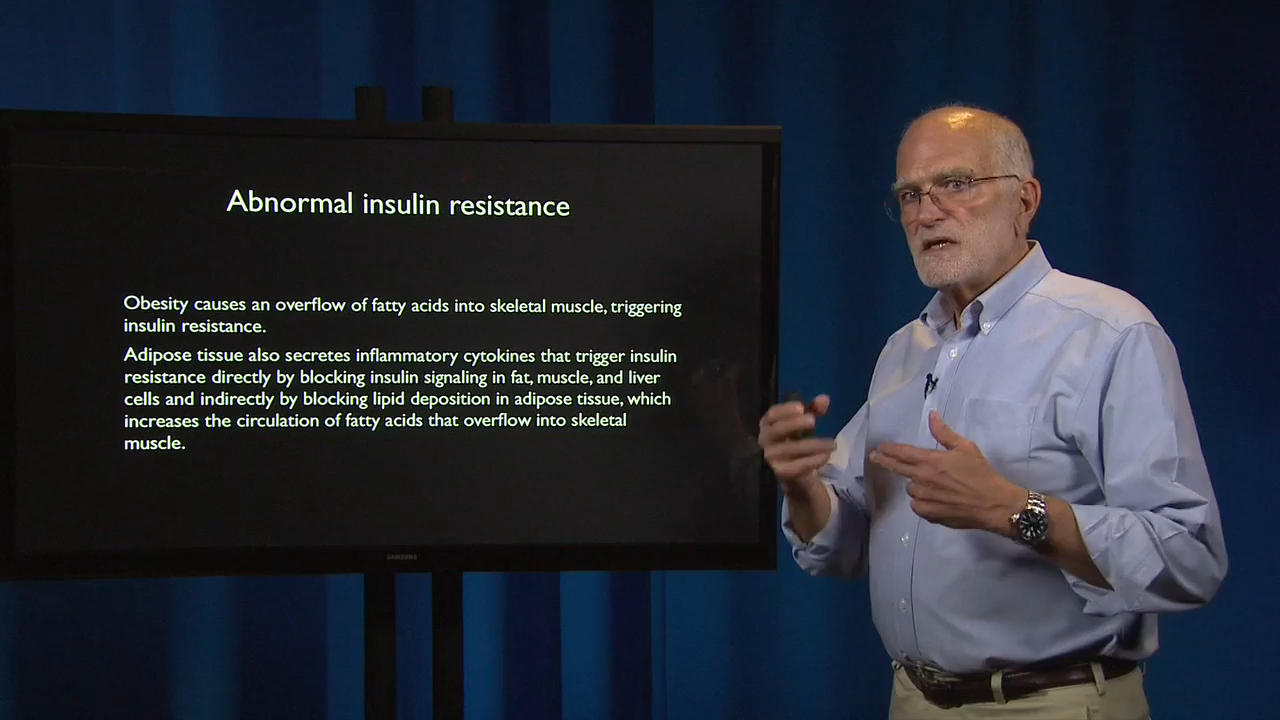 Abnormal insulin resistance
Obesity causes an overflow of fatty acids into skeletal muscle, triggering
insulin resistance.
Adipose tissue also secretes inflammatory cytokines that trigger insulin
resistance directly by blocking insulin signaling in fat, muscle, and liver
cells and indirectly by blocking lipid deposition in adipose tissue, which
increases the circulation of fatty acids that overflow into skeletal
muscle.
SAMSUNG